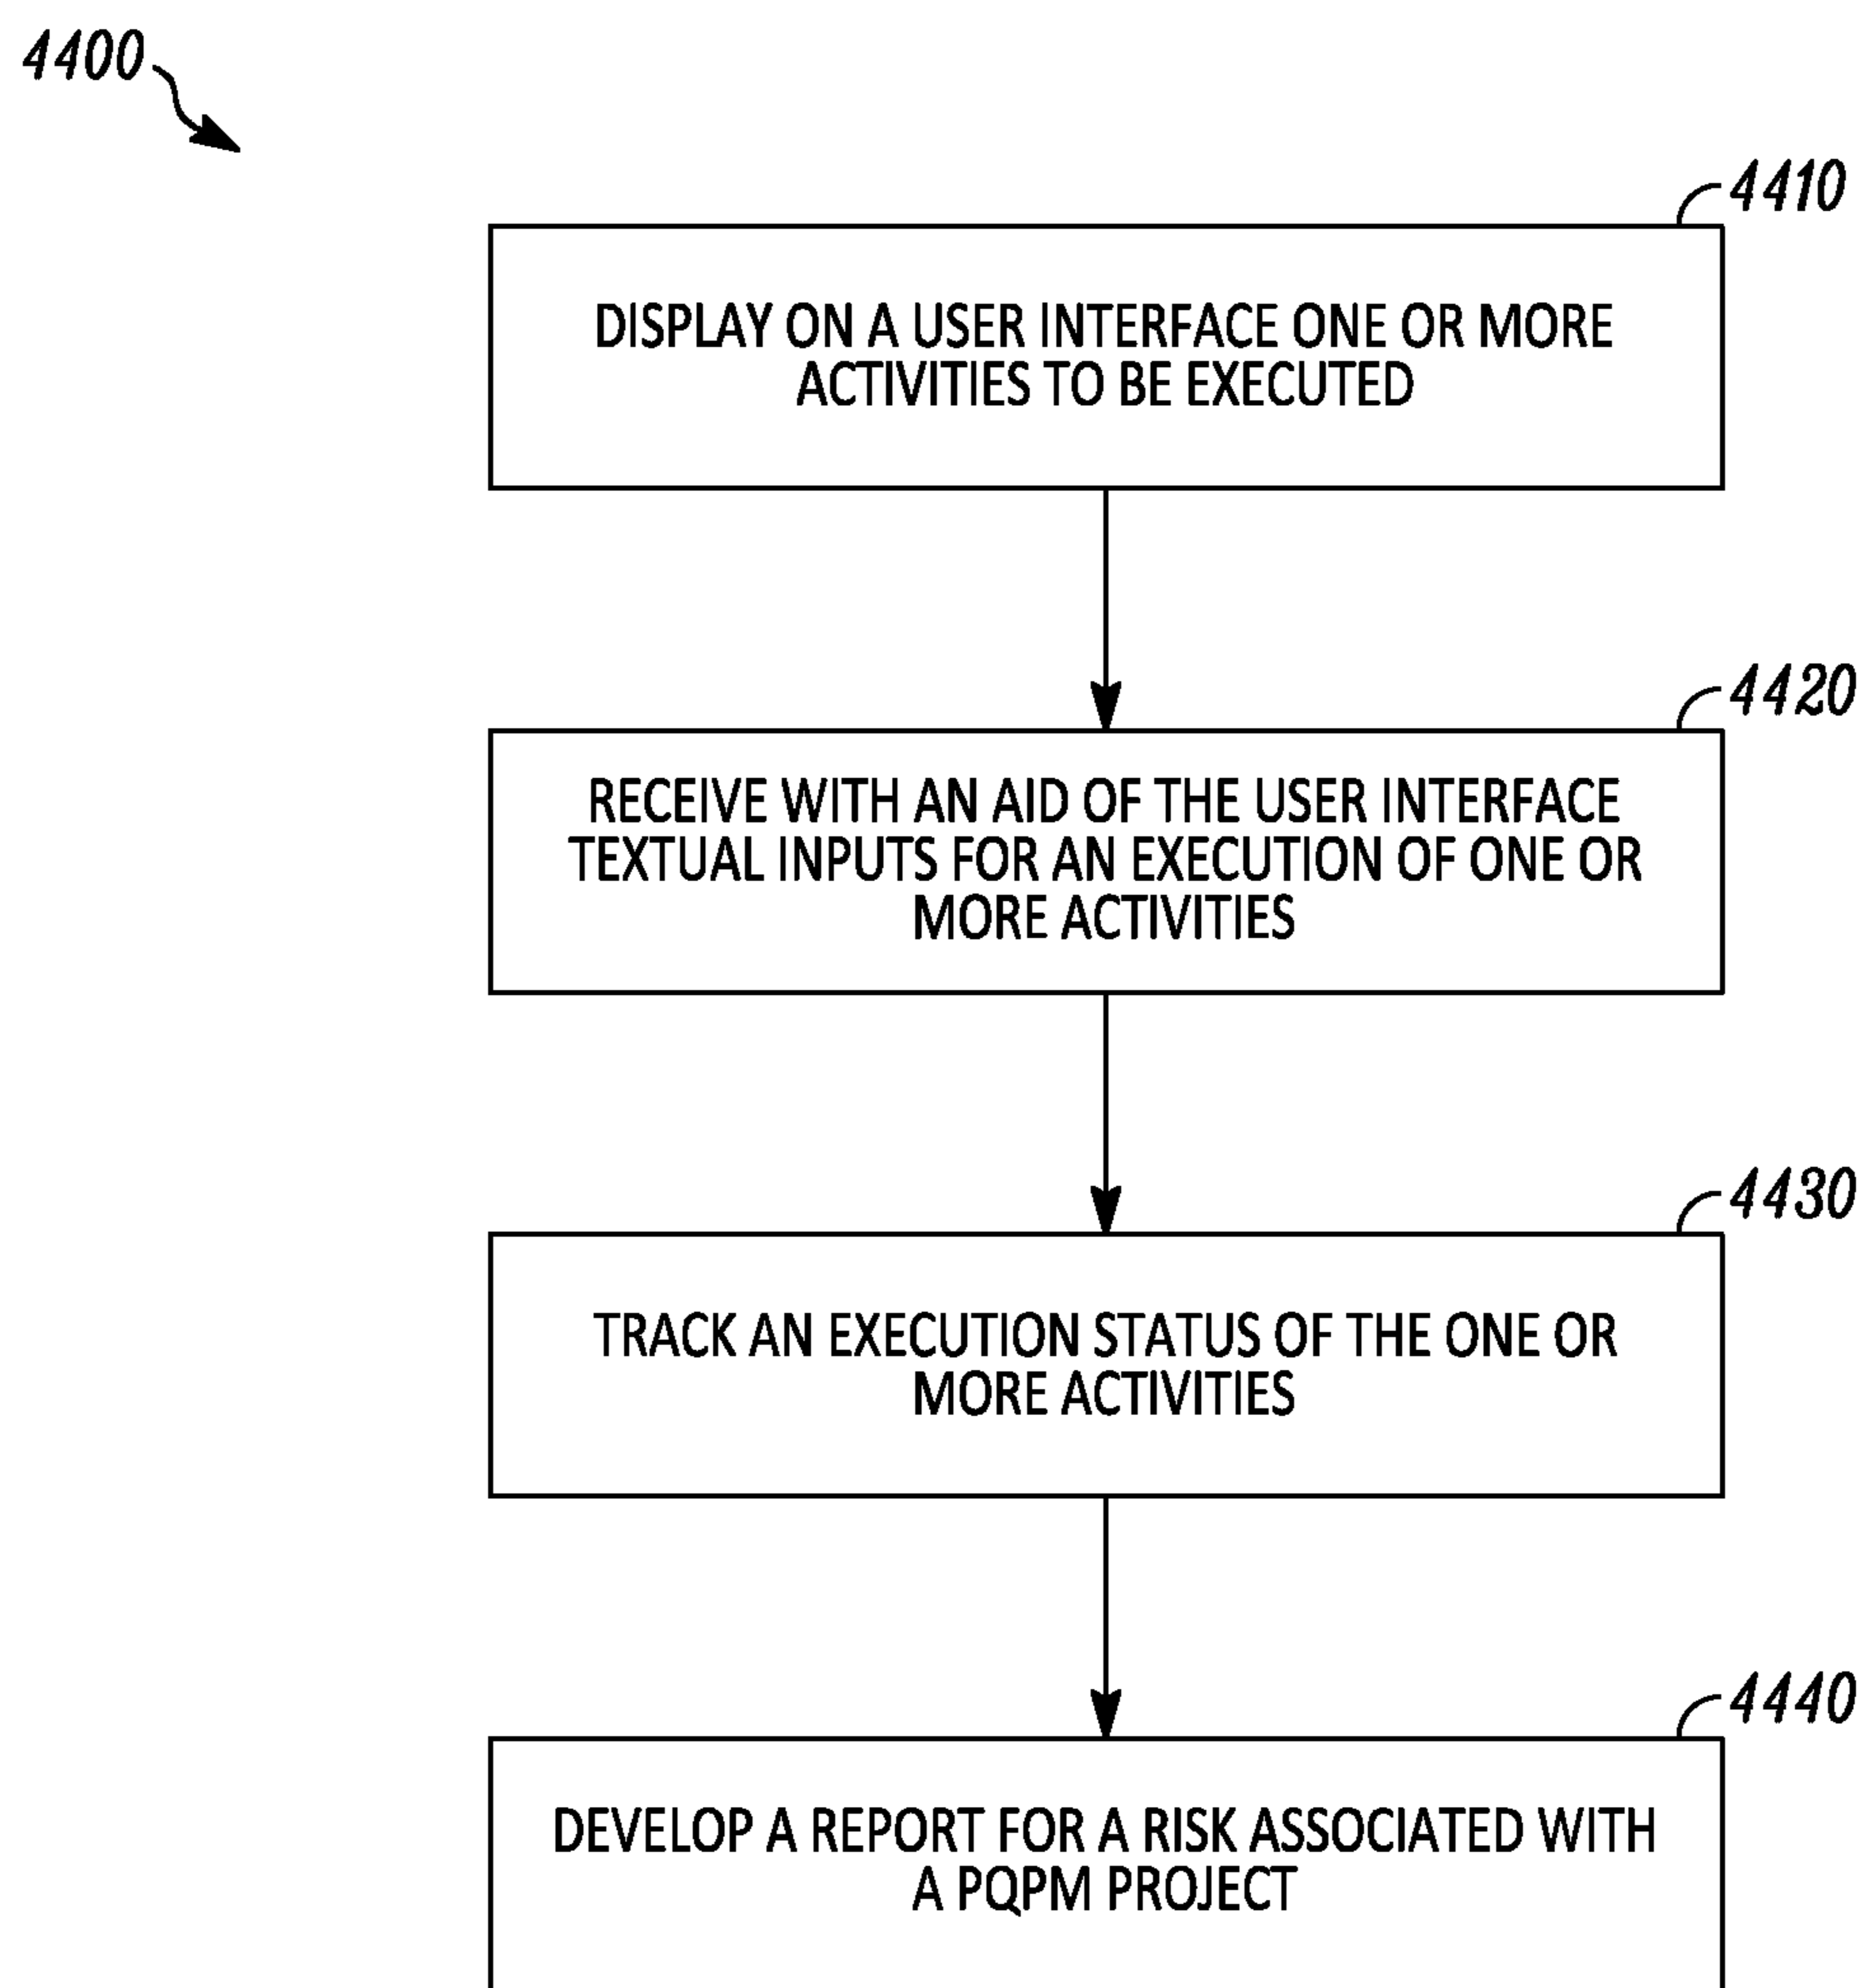 4400
4410
DISPLAY ON A USER INTERFACE ONE OR MORE
ACTIVITIES TO BE EXECUTED
4420
RECEIVE WITH AN AID OF THE USER INTERFACE
TEXTUAL INPUTS FOR AN EXECUTION OF ONE OR
MORE ACTIVITIES
4430
TRACK AN EXECUTION STATUS OF THE ONE OR
MORE ACTIVITIES
4440
DEVELOP A REPORT FOR A RISK ASSOCIATED WITH
A PQPM PROJECT